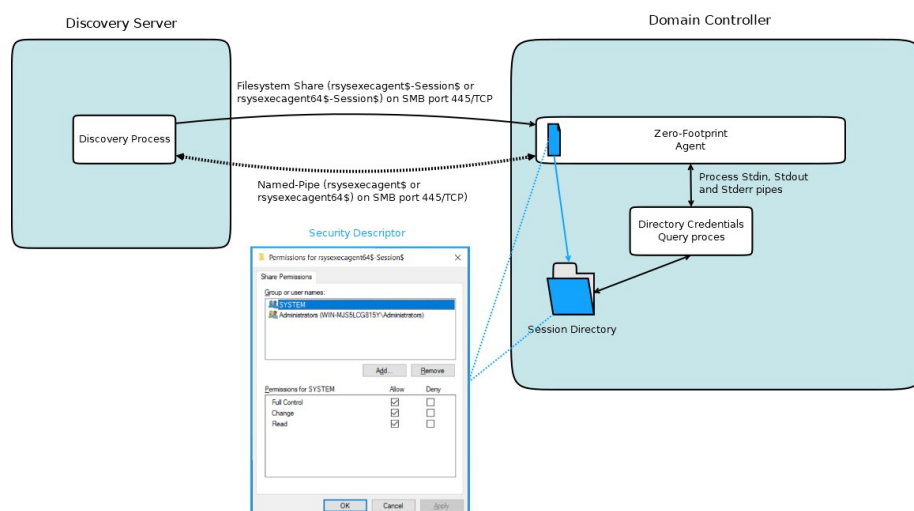 Discovery Server
Domain Controller
Filesystem Share (rsysexecagent$-Session$ or
rsysexecagent64$-Session$) on SMB port 445/TCP
Discovery Process
Zero-Footprint
Agent
Named-Pipe (rsysexecagent$ or
rsysexecagent64$) on SMB port 445/TCP)
Process Stdin, Stdout
and Stderr pipes
Directory Credentials
Query proces
Session Directory
Security Descriptor
Permissions for rsysexecagent64$-Session$
Share Permissions
Group or user names:
SYSTEM
Administrators (WIN-MJS5LCG815Y\Administrators)
Add...
Remove
Permissions for SYSTEM
Allow
Deny
Full Control
Change
Read
OK
Cancel
Apply